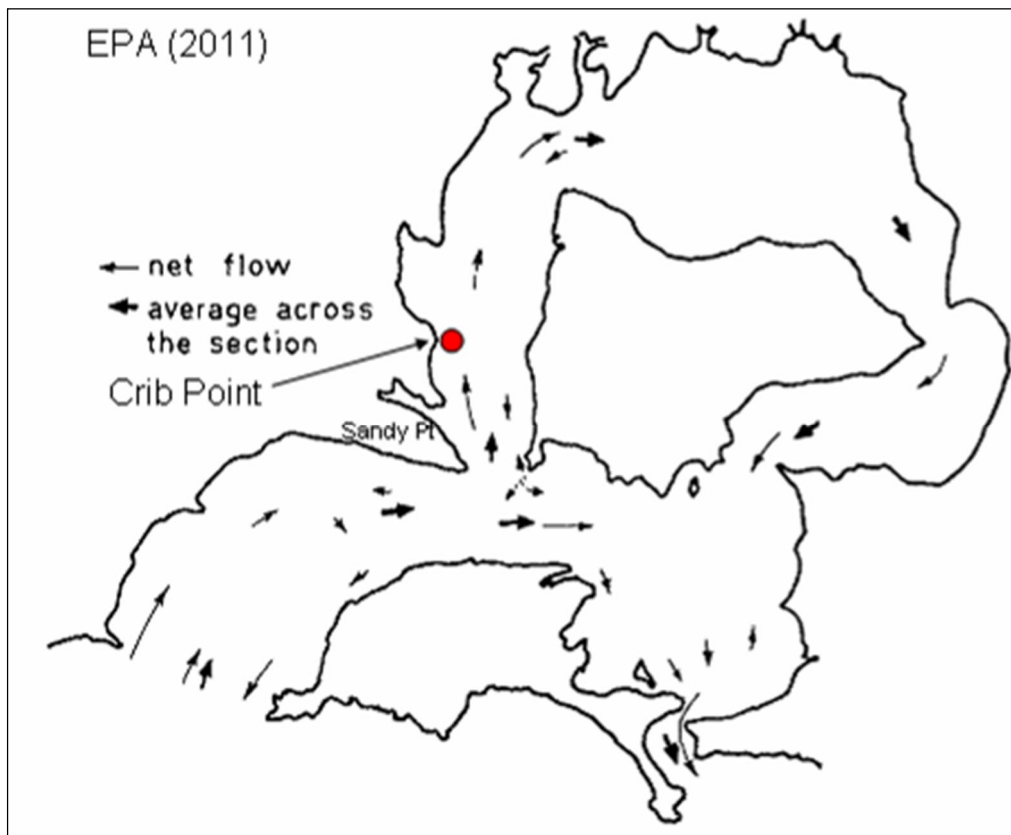 EPA (2011)
net flow
average across
the section
Crib Point
Sandy Pt